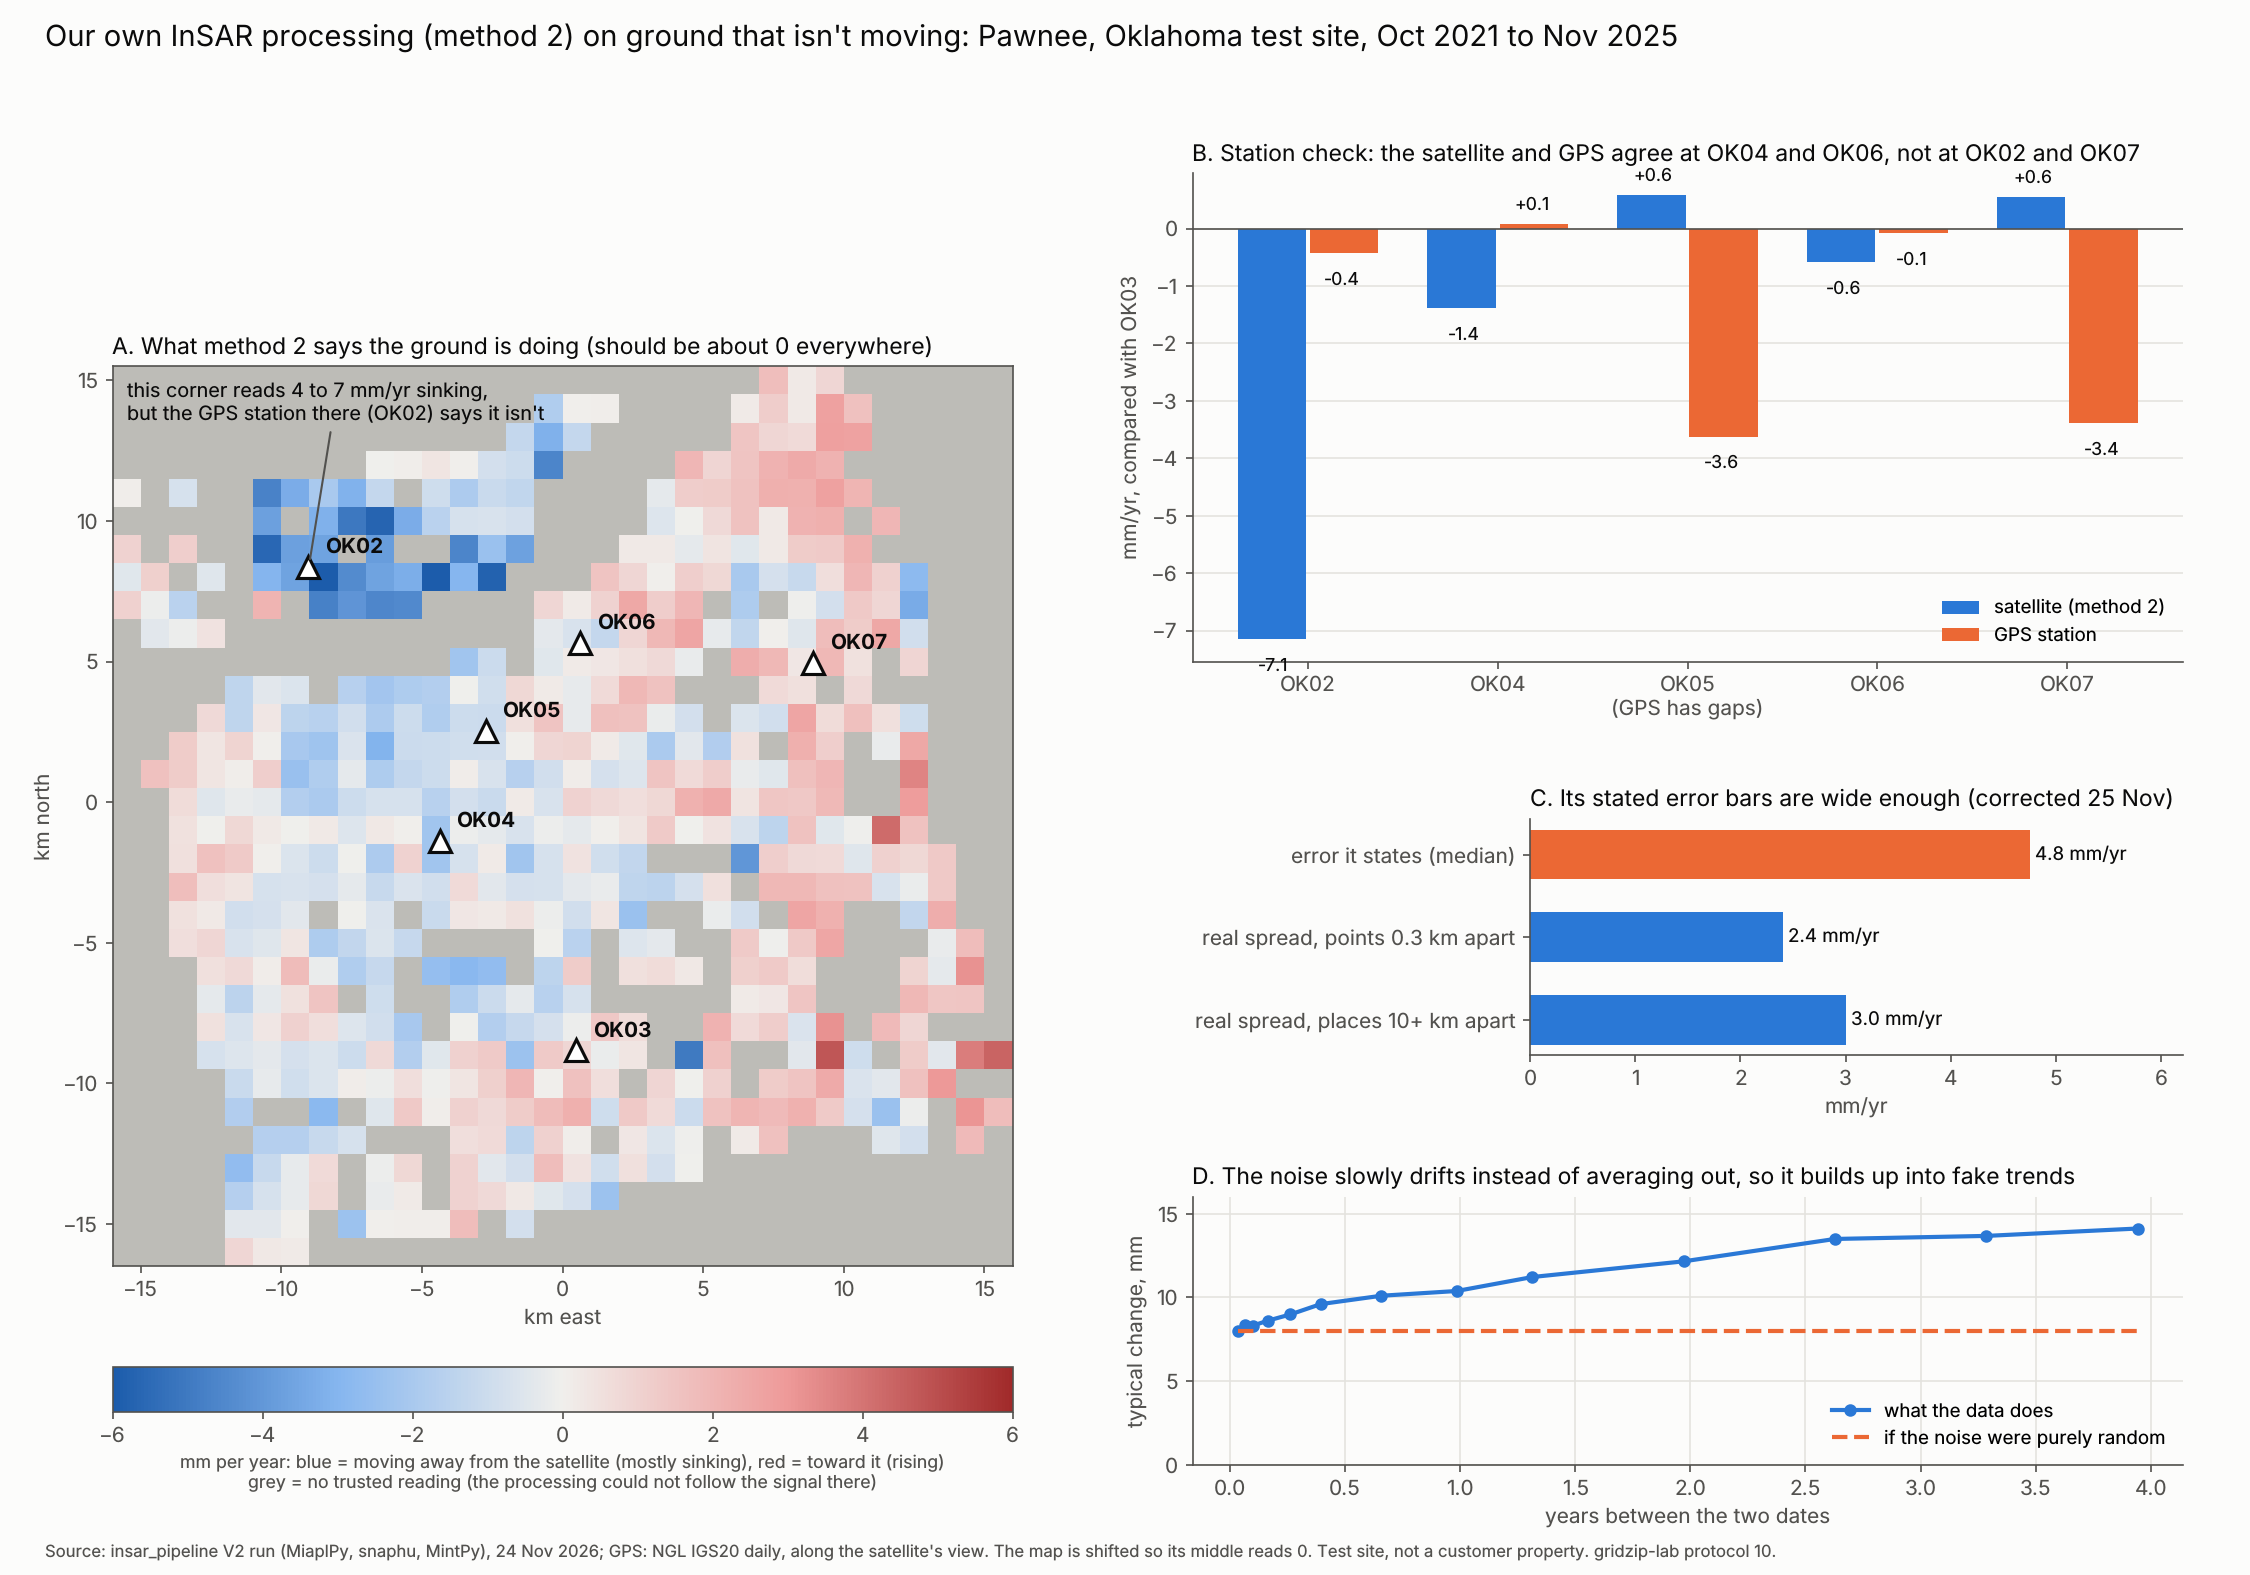 Our own InSAR processing (method 2) on ground that isn't moving: Pawnee, Oklahoma test site, Oct 2021 to Nov 2025
A. What method 2 says the ground is doing (should be about 0 everywhere)
this corner reads 4 to 7 mm/yr sinking,
but the GPS station there (OK02) says it isn't
OK02
OK06
OK07
OK05
OK04
OK03
15
10
5
0
−5
−10
−15
km north
−15
−10
−5
0
5
10
15
km east
−6
−4
−2
0
2
4
6
mm per year: blue = moving away from the satellite (mostly sinking), red = toward it (rising)
grey = no trusted reading (the processing could not follow the signal there)
B. Station check: the satellite and GPS agree at OK04 and OK06, not at OK02 and OK07
+0.6
+0.6
+0.1
-0.4
-0.1
-0.6
-1.4
-3.6
-3.4
-7.1
0
−1
−2
−3
−4
−5
−6
−7
mm/yr, compared with OK03
satellite (method 2)
GPS station
OK02
OK04
OK05
(GPS has gaps)
OK06
OK07
C. Its stated error bars are wide enough (corrected 25 Nov)
error it states (median)
4.8 mm/yr
real spread, points 0.3 km apart
2.4 mm/yr
real spread, places 10+ km apart
3.0 mm/yr
0
1
2
3
4
5
6
mm/yr
D. The noise slowly drifts instead of averaging out, so it builds up into fake trends
15
10
5
0
typical change, mm
what the data does
if the noise were purely random
0.0
0.5
1.0
1.5
2.0
2.5
3.0
3.5
4.0
years between the two dates
Source: insar_pipeline V2 run (MiaplPy, snaphu, MintPy), 24 Nov 2026; GPS: NGL IGS20 daily, along the satellite's view. The map is shifted so its middle reads 0. Test site, not a customer property. gridzip-lab protocol 10.